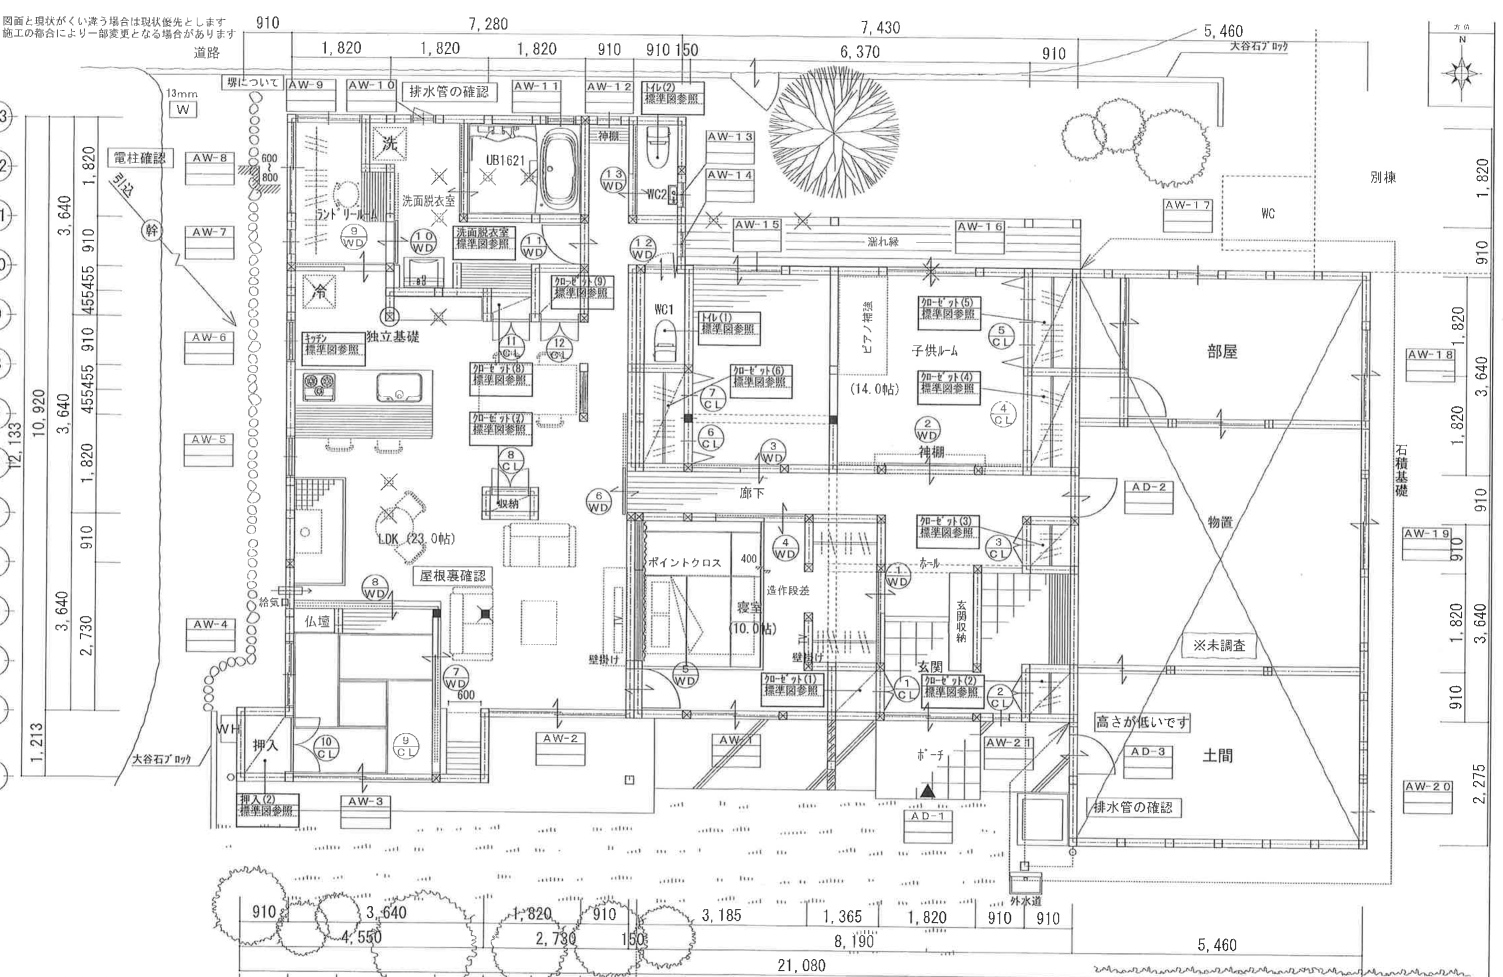 図面と現状がくい違う場合は現状優先とします
施工の都合により一部変更となる場合があります
道路
910
7,280
7,430
5,460
1,820
1,820
1,820
910
910
150
6,370
910
大谷石ブロック
方位
N
13mm
W
堺について
AW-9
AW-10
排水管の確認
AW-11
AW-12
トイレ(2)
標準図参照
AW-13
AW-14
AW-15
AW-16
AW-17
別棟
WC
濡れ縁
電柱確認
引込
幹
AW-8
AW-7
AW-6
AW-5
AW-4
600
~
800
洗
UB1621
神棚
13
WD
WC2
ランドリールーム
9
WD
洗面脱衣室
10
WD
洗面脱衣室
標準図参照
11
WD
12
WD
冷
クローゼット(9)
標準図参照
独立基礎
キッチン
標準図参照
11
CL
12
CL
クローゼット(8)
標準図参照
クローゼット(7)
標準図参照
8
CL
収納
WC1
トイレ(1)
標準図参照
クローゼット(6)
標準図参照
7
CL
6
CL
ピアノ補強
子供ルーム
(14.0帖)
クローゼット(5)
標準図参照
5
CL
クローゼット(4)
標準図参照
4
CL
2
WD
神棚
3
WD
廊下
6
WD
LDK (23.0帖)
屋根裏確認
8
WD
給気口
仏壇
7
WD
600
TV
壁掛け
ポイントクロス
400
寝室
(10.0帖)
5
WD
4
WD
造作段差
TV
壁掛け
クローゼット(1)
標準図参照
1
WD
ホール
クローゼット(3)
標準図参照
3
CL
玄関収納
玄関
1
CL
クローゼット(2)
標準図参照
2
CL
AD-2
部屋
物置
※未調査
高さが低いです
土間
AD-3
排水管の確認
石積基礎
AW-18
AW-19
AW-20
AW-21
ポーチ
AD-1
AW-1
AW-2
AW-3
WH
押入
10
CL
9
CL
大谷石ブロック
押入(2)
標準図参照
外水道
12,133
10,920
1,213
3,640
3,640
3,640
1,820
910
455
455
910
455
455
1,820
910
2,730
1,820
910
1,820
3,640
1,820
910
910
1,820
3,640
910
2,275
910
3,640
1,820
910
3,185
1,365
1,820
910
910
4,550
2,730
150
8,190
5,460
21,080